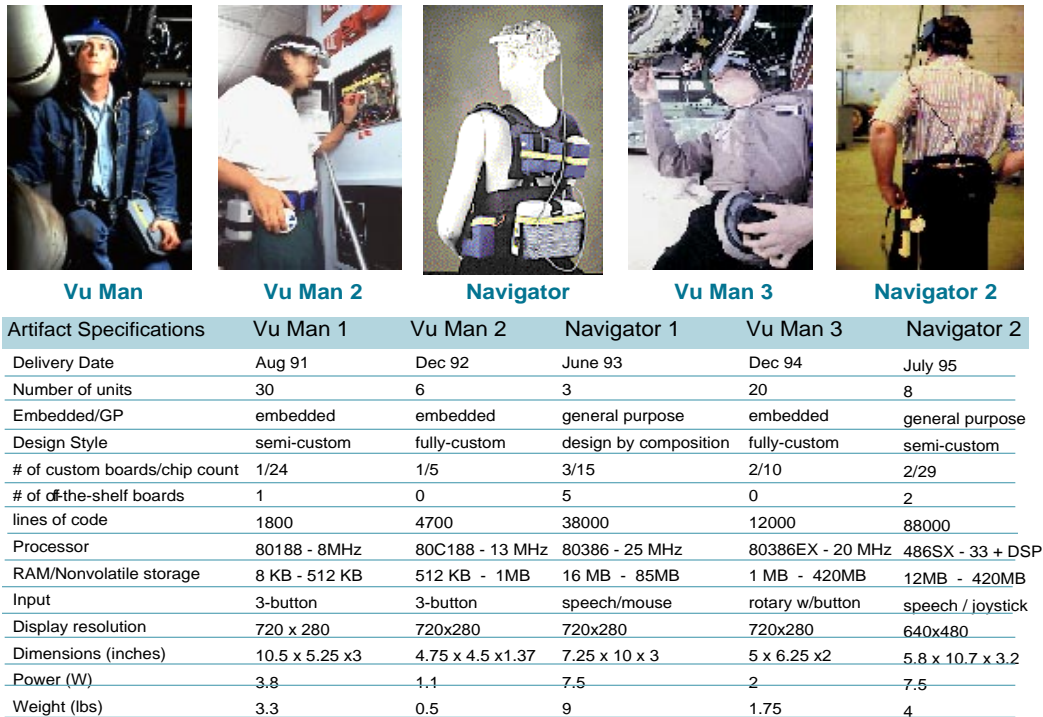 Vu Man Vu Man 2 Navigator Vu Man 3 Navigator 2
Artifact Specifications Vu Man 1 Vu Man 2 Navigator 1 Vu Man 3 Navigator 2
Delivery Date Aug 91 Dec 92 June 93 Dec 94 July 95
Number of units 30 6 3 20 8
Embedded/GP embedded embedded general purpose embedded general purpose
Design Style semi-custom fully-custom design by composition fully-custom semi-custom
# of custom boards/chip count 1/24 1/5 3/15 2/10 2/29
# of off-the-shelf boards 1 0 5 0 2
lines of code 1800 4700 38000 12000 88000
Processor 80188 - 8MHz 80C188 - 13 MHz 80386 - 25 MHz 80386EX - 20 MHz 486SX - 33 + DSP
RAM/Nonvolatile storage 8 KB - 512 KB 512 KB - 1MB 16 MB - 85MB 1 MB - 420MB 12MB - 420MB
Input 3-button 3-button speech/mouse rotary w/button speech / joystick
Display resolution 720 x 280 720x280 720x280 720x280 640x480
Dimensions (inches) 10.5 x 5.25 x3 4.75 x 4.5 x1.37 7.25 x 10 x 3 5 x 6.25 x2 5.8 x 10.7 x 3.2
Power (W) 3.8 1.1 7.5 2 7.5
Weight (lbs) 3.3 0.5 9 1.75 4